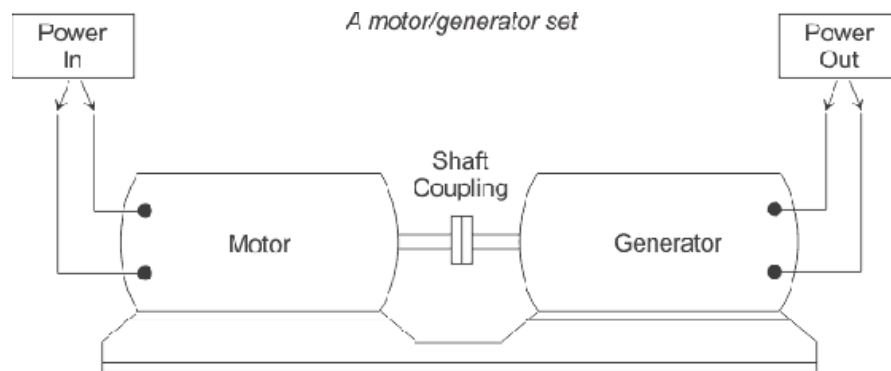 A motor/generator set
Power
In
Power
Out
Shaft
Coupling
Motor
Generator